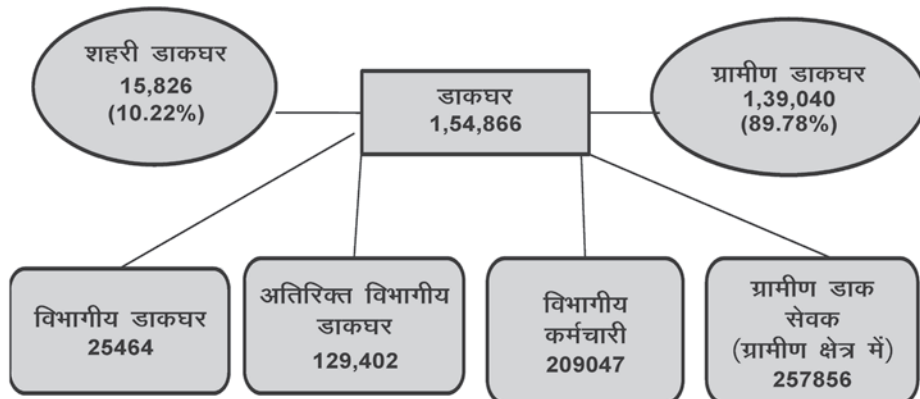 शहरी डाकघर
15,826
(10.22%)
डाकघर
1,54,866
ग्रामीण डाकघर
1,39,040
(89.78%)
विभागीय डाकघर
25464
अतिरिक्त विभागीय
डाकघर
129,402
विभागीय
कर्मचारी
209047
ग्रामीण डाक
सेवक
(ग्रामीण क्षेत्र में)
257856